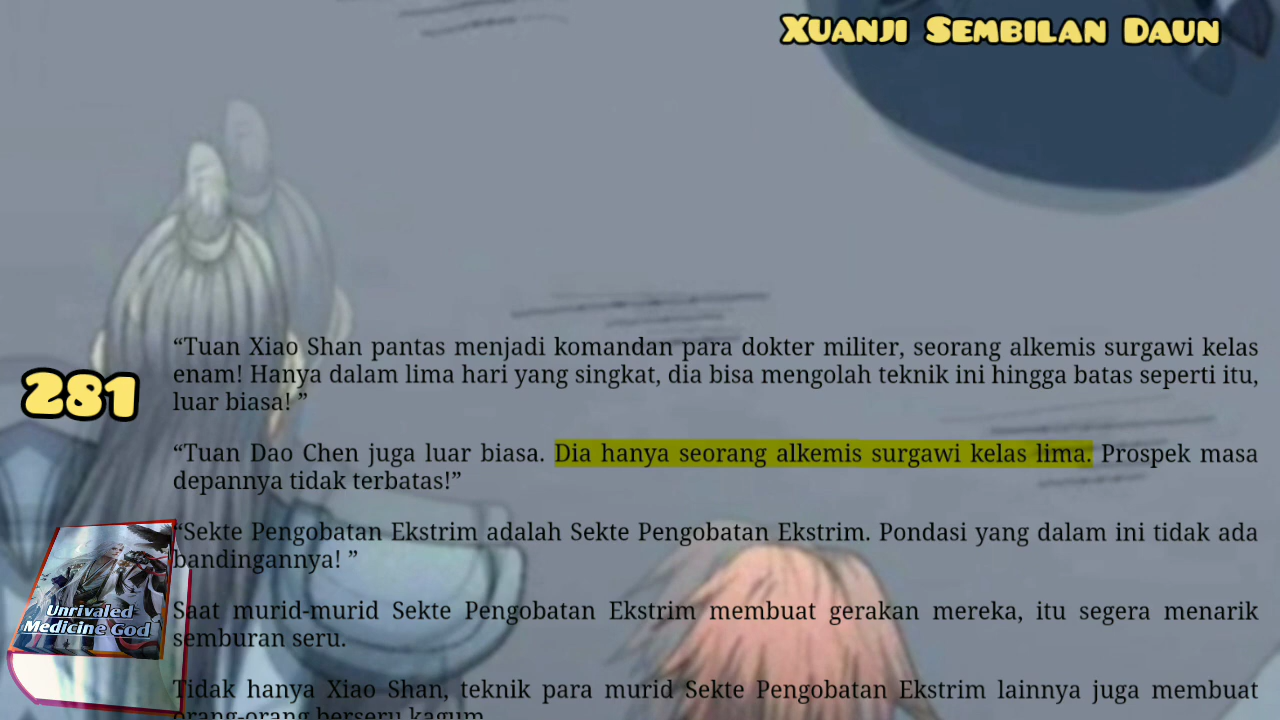 Xuanji Sembilan Daun
“Tuan Xiao Shan pantas menjadi komandan para dokter militer, seorang alkemis surgawi kelas
enam! Hanya dalam lima hari yang singkat, dia bisa mengolah teknik ini hingga batas seperti itu,
luar biasa! ”
281
“Tuan Dao Chen juga luar biasa. Dia hanya seorang alkemis surgawi kelas lima. Prospek masa
depannya tidak terbatas!”
“Sekte Pengobatan Ekstrim adalah Sekte Pengobatan Ekstrim. Pondasi yang dalam ini tidak ada
bandingannya! ”
Unrivaled
Medicine God
Saat murid-murid Sekte Pengobatan Ekstrim membuat gerakan mereka, itu segera menarik
semburan seru.
Tidak hanya Xiao Shan, teknik para murid Sekte Pengobatan Ekstrim lainnya juga membuat
orang-orang berseru kagum